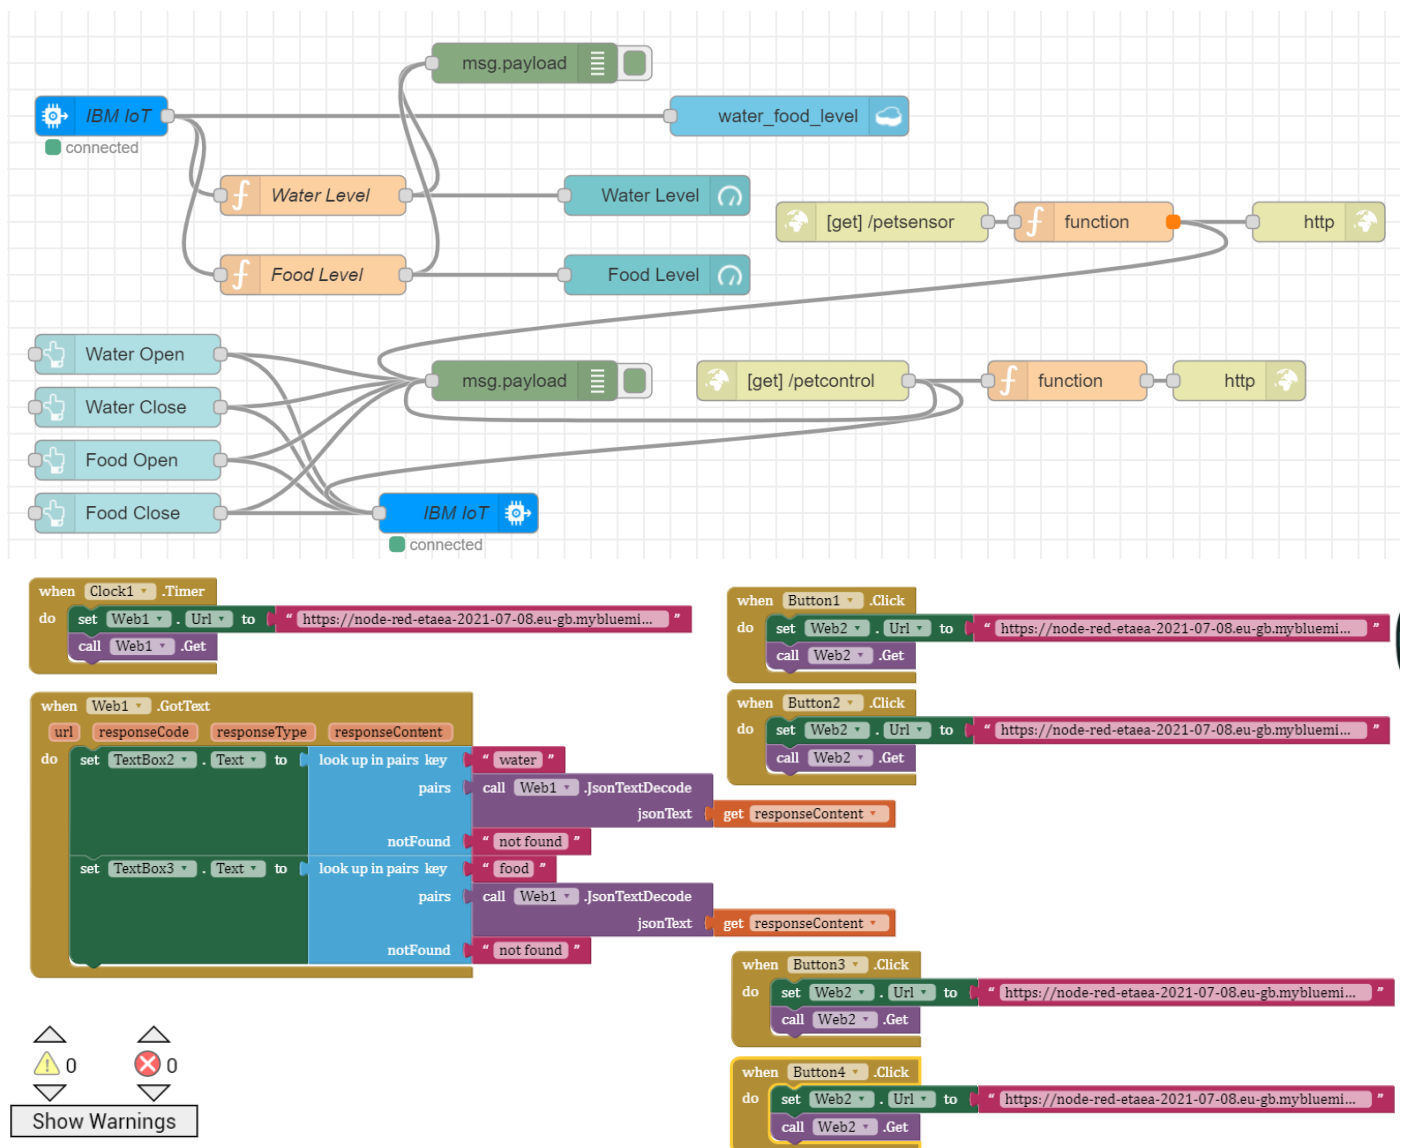 msg.payload
IBM IoT
water_food_level
connected
Water Level
Water Level
[get] /petsensor
function
http
Food Level
Food Level
Water Open
msg.payload
[get] /petcontrol
function
http
Water Close
Food Open
Food Close
IBM IoT
connected
when Clock1 .Timer
do set Web1 . Url to " https://node-red-etaea-2021-07-08.eu-gb.mybluemi... "
call Web1 .Get
when Button1 .Click
do set Web2 . Url to " https://node-red-etaea-2021-07-08.eu-gb.mybluemi... "
call Web2 .Get
when Web1 .GotText
url responseCode responseType responseContent
do set TextBox2 . Text to look up in pairs key " water "
pairs call Web1 .JsonTextDecode
jsonText get responseContent
notFound " not found "
set TextBox3 . Text to look up in pairs key " food "
pairs call Web1 .JsonTextDecode
jsonText get responseContent
notFound " not found "
when Button2 .Click
do set Web2 . Url to " https://node-red-etaea-2021-07-08.eu-gb.mybluemi... "
call Web2 .Get
when Button3 .Click
do set Web2 . Url to " https://node-red-etaea-2021-07-08.eu-gb.mybluemi... "
call Web2 .Get
when Button4 .Click
do set Web2 . Url to " https://node-red-etaea-2021-07-08.eu-gb.mybluemi... "
call Web2 .Get
0 0
Show Warnings